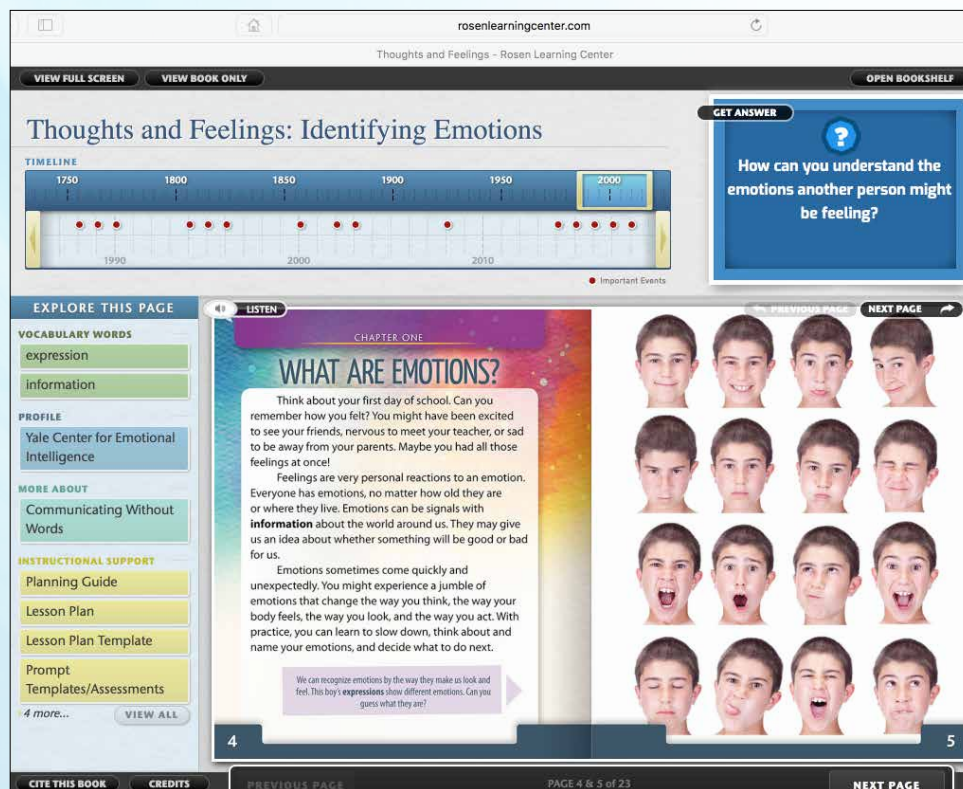 rosenlearningcenter.com
Thoughts and Feelings - Rosen Learning Center
VIEW FULL SCREEN
VIEW BOOK ONLY
OPEN BOOKSHELF
Thoughts and Feelings: Identifying Emotions
GET ANSWER
?
How can you understand the
emotions another person might
be feeling?
TIMELINE
1750 1800 1850 1900 1950 2000
1990 2000 2010
Important Events
EXPLORE THIS PAGE
VOCABULARY WORDS
expression
information
PROFILE
Yale Center for Emotional
Intelligence
MORE ABOUT
Communicating Without
Words
INSTRUCTIONAL SUPPORT
Planning Guide
Lesson Plan
Lesson Plan Template
Prompt
Templates/Assessments
4 more...
VIEW ALL
LISTEN
PREVIOUS PAGE
NEXT PAGE
CHAPTER ONE
WHAT ARE EMOTIONS?
Think about your first day of school. Can you
remember how you felt? You might have been excited
to see your friends, nervous to meet your teacher, or sad
to be away from your parents. Maybe you had all those
feelings at once!
Feelings are very personal reactions to an emotion.
Everyone has emotions, no matter how old they are
or where they live. Emotions can be signals with
information about the world around us. They may give
us an idea about whether something will be good or bad
for us.
Emotions sometimes come quickly and
unexpectedly. You might experience a jumble of
emotions that change the way you think, the way your
body feels, the way you look, and the way you act. With
practice, you can learn to slow down, think about and
name your emotions, and decide what to do next.
We can recognize emotions by the way they make us look and
feel. This boy's expressions show different emotions. Can you
guess what they are?
4
5
CITE THIS BOOK
CREDITS
PREVIOUS PAGE
PAGE 4 & 5 of 23
NEXT PAGE